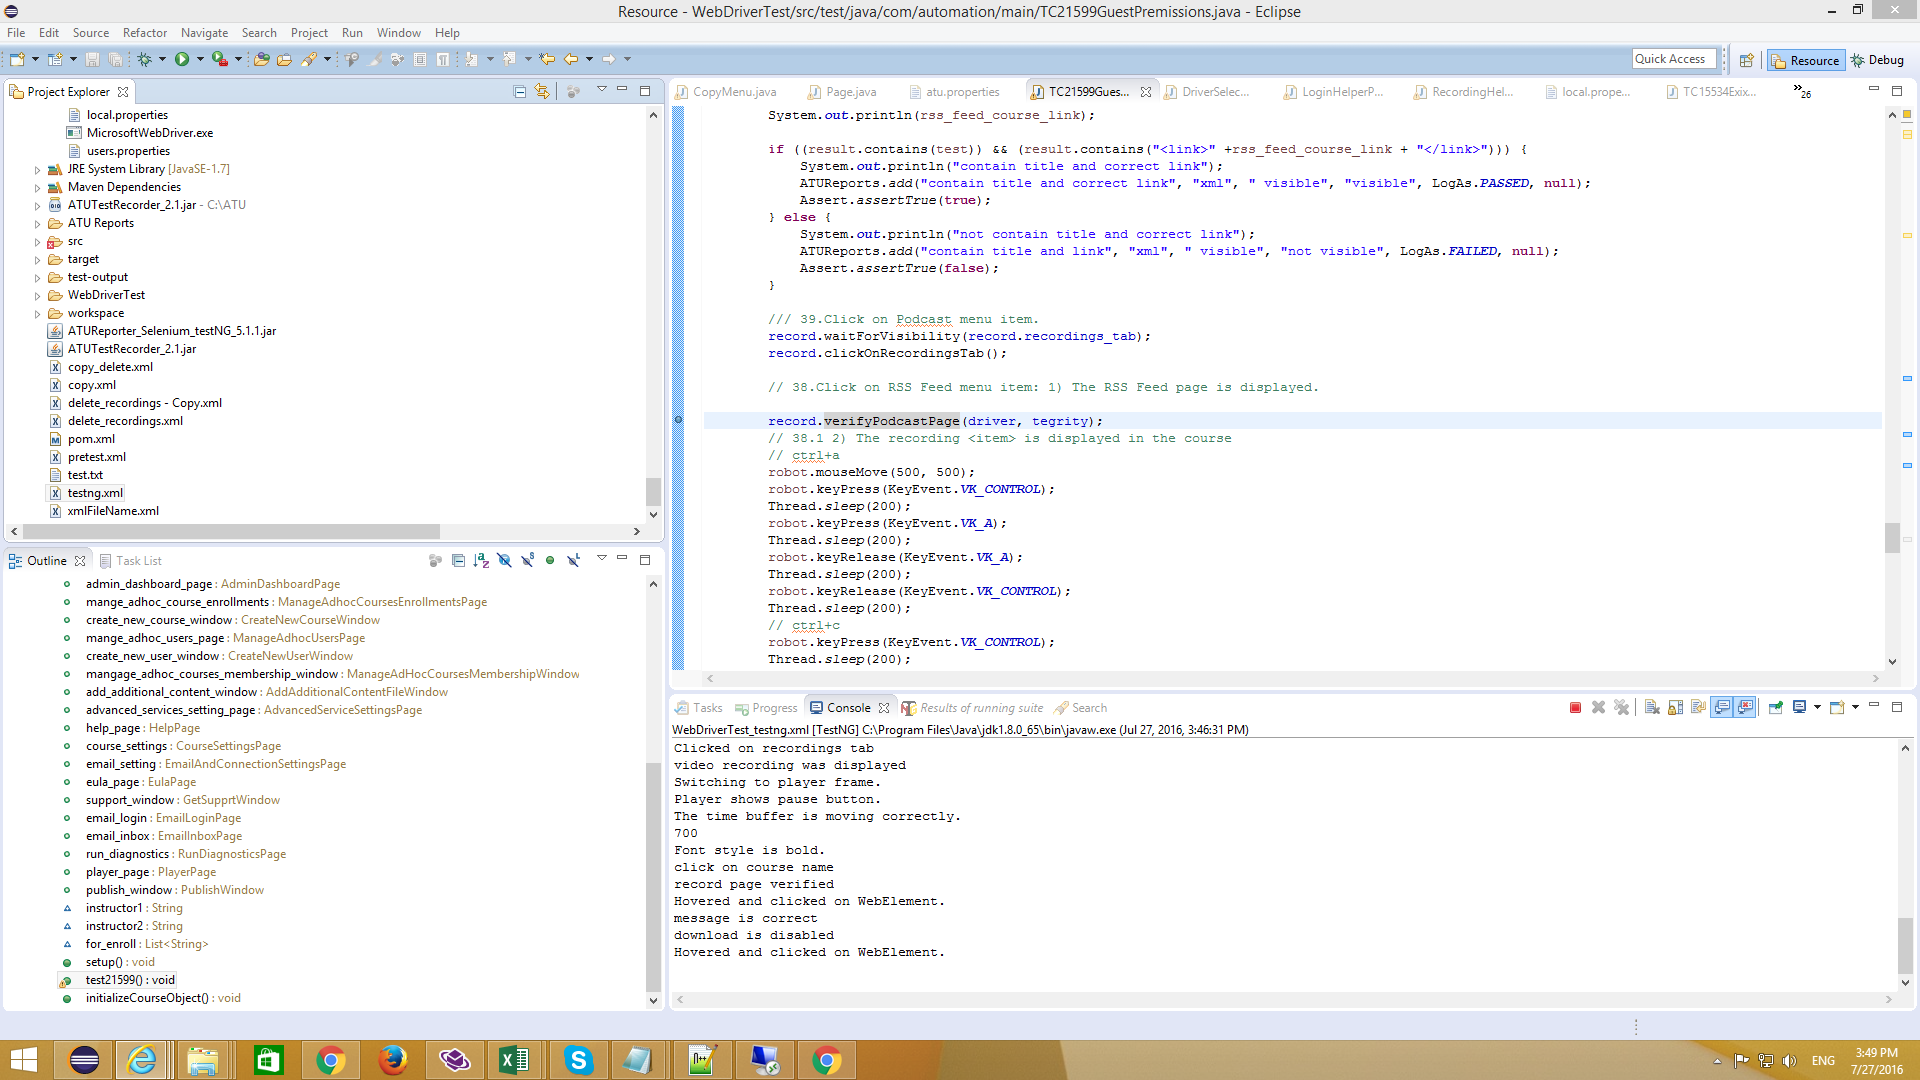 Resource - WebDriverTest/src/test/java/com/automation/main/TC21599GuestPremissions.java - Eclipse
File Edit Source Refactor Navigate Search Project Run Window Help
Quick Access
Resource
Debug
Project Explorer
local.properties
MicrosoftWebDriver.exe
users.properties
JRE System Library [JavaSE-1.7]
Maven Dependencies
ATUTestRecorder_2.1.jar - C:\ATU
ATU Reports
src
target
test-output
WebDriverTest
workspace
ATUReporter_Selenium_testNG_5.1.1.jar
ATUTestRecorder_2.1.jar
copy_delete.xml
copy.xml
delete_recordings - Copy.xml
delete_recordings.xml
pom.xml
pretest.xml
test.txt
testng.xml
xmlFileName.xml
Outline
Task List
admin_dashboard_page : AdminDashboardPage
mange_adhoc_course_enrollments : ManageAdhocCoursesEnrollmentsPage
create_new_course_window : CreateNewCourseWindow
mange_adhoc_users_page : ManageAdhocUsersPage
create_new_user_window : CreateNewUserWindow
mangage_adhoc_courses_membership_window : ManageAdHocCoursesMembershipWindow
add_additional_content_window : AddAdditionalContentFileWindow
advanced_services_setting_page : AdvancedServiceSettingsPage
help_page : HelpPage
course_settings : CourseSettingsPage
email_setting : EmailAndConnectionSettingsPage
eula_page : EulaPage
support_window : GetSupprtWindow
email_login : EmailLoginPage
email_inbox : EmailInboxPage
run_diagnostics : RunDiagnosticsPage
player_page : PlayerPage
publish_window : PublishWindow
instructor1 : String
instructor2 : String
for_enroll : List<String>
setup() : void
test21599() : void
initializeCourseObject() : void
CopyMenu.java Page.java atu.properties TC21599Gues... DriverSelec... LoginHelperP... RecordingHel... local.prope... TC15534Exix... 26
System.out.println(rss_feed_course_link);
if ((result.contains(test)) && (result.contains("<link>" +rss_feed_course_link + "</link>"))) {
System.out.println("contain title and correct link");
ATUReports.add("contain title and correct link", "xml", " visible", "visible", LogAs.PASSED, null);
Assert.assertTrue(true);
} else {
System.out.println("not contain title and correct link");
ATUReports.add("contain title and link", "xml", " visible", "not visible", LogAs.FAILED, null);
Assert.assertTrue(false);
}
/// 39.Click on Podcast menu item.
record.waitForVisibility(record.recordings_tab);
record.clickOnRecordingsTab();
// 38.Click on RSS Feed menu item: 1) The RSS Feed page is displayed.
record.verifyPodcastPage(driver, tegrity);
// 38.1 2) The recording <item> is displayed in the course
// ctrl+a
robot.mouseMove(500, 500);
robot.keyPress(KeyEvent.VK_CONTROL);
Thread.sleep(200);
robot.keyPress(KeyEvent.VK_A);
Thread.sleep(200);
robot.keyRelease(KeyEvent.VK_A);
Thread.sleep(200);
robot.keyRelease(KeyEvent.VK_CONTROL);
Thread.sleep(200);
// ctrl+c
robot.keyPress(KeyEvent.VK_CONTROL);
Thread.sleep(200);
Tasks Progress Console Results of running suite Search
WebDriverTest_testng.xml [TestNG] C:\Program Files\Java\jdk1.8.0_65\bin\javaw.exe (Jul 27, 2016, 3:46:31 PM)
Clicked on recordings tab
video recording was displayed
Switching to player frame.
Player shows pause button.
The time buffer is moving correctly.
700
Font style is bold.
click on course name
record page verified
Hovered and clicked on WebElement.
message is correct
download is disabled
Hovered and clicked on WebElement.
ENG
3:49 PM
7/27/2016